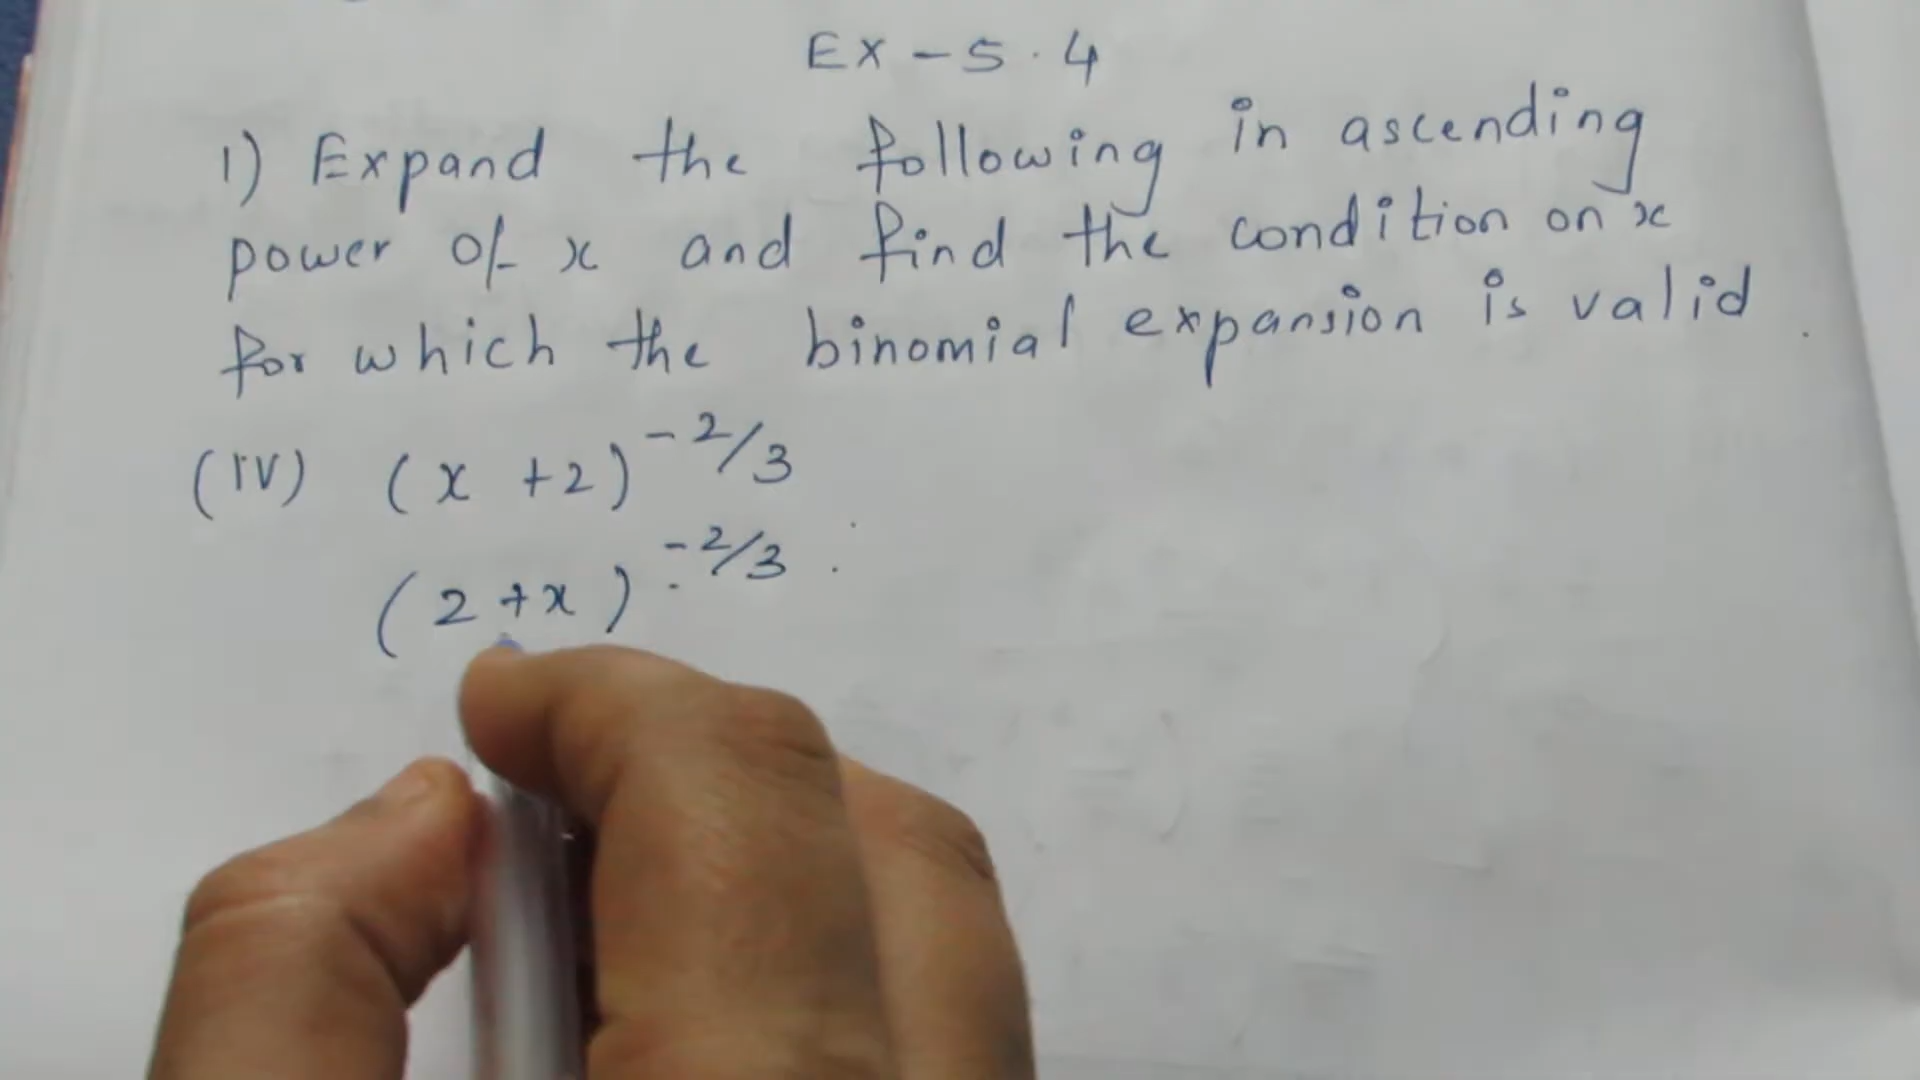 Ex - 5.4
1) Expand the following in ascending
power of x and find the condition on x
for which the binomial expansion is valid.
(iv) (x +2)^-2/3
(2+x)^-2/3